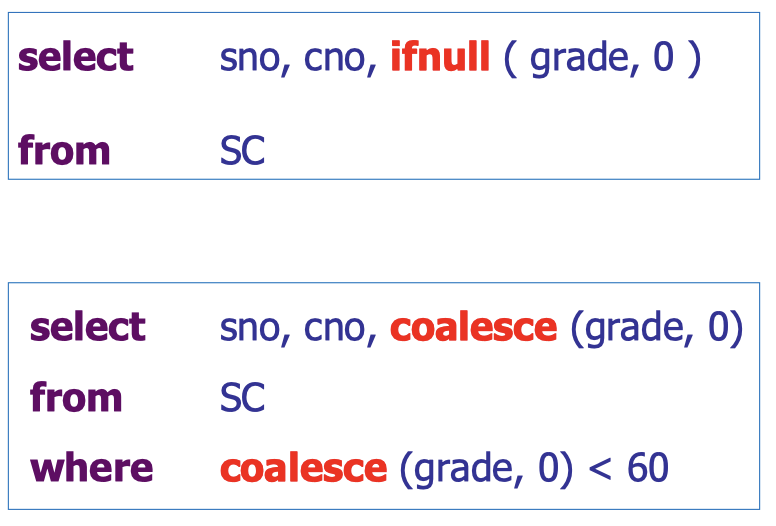 select sno, cno, ifnull ( grade, 0 )
from SC
select sno, cno, coalesce (grade, 0)
from SC
where coalesce (grade, 0) < 60